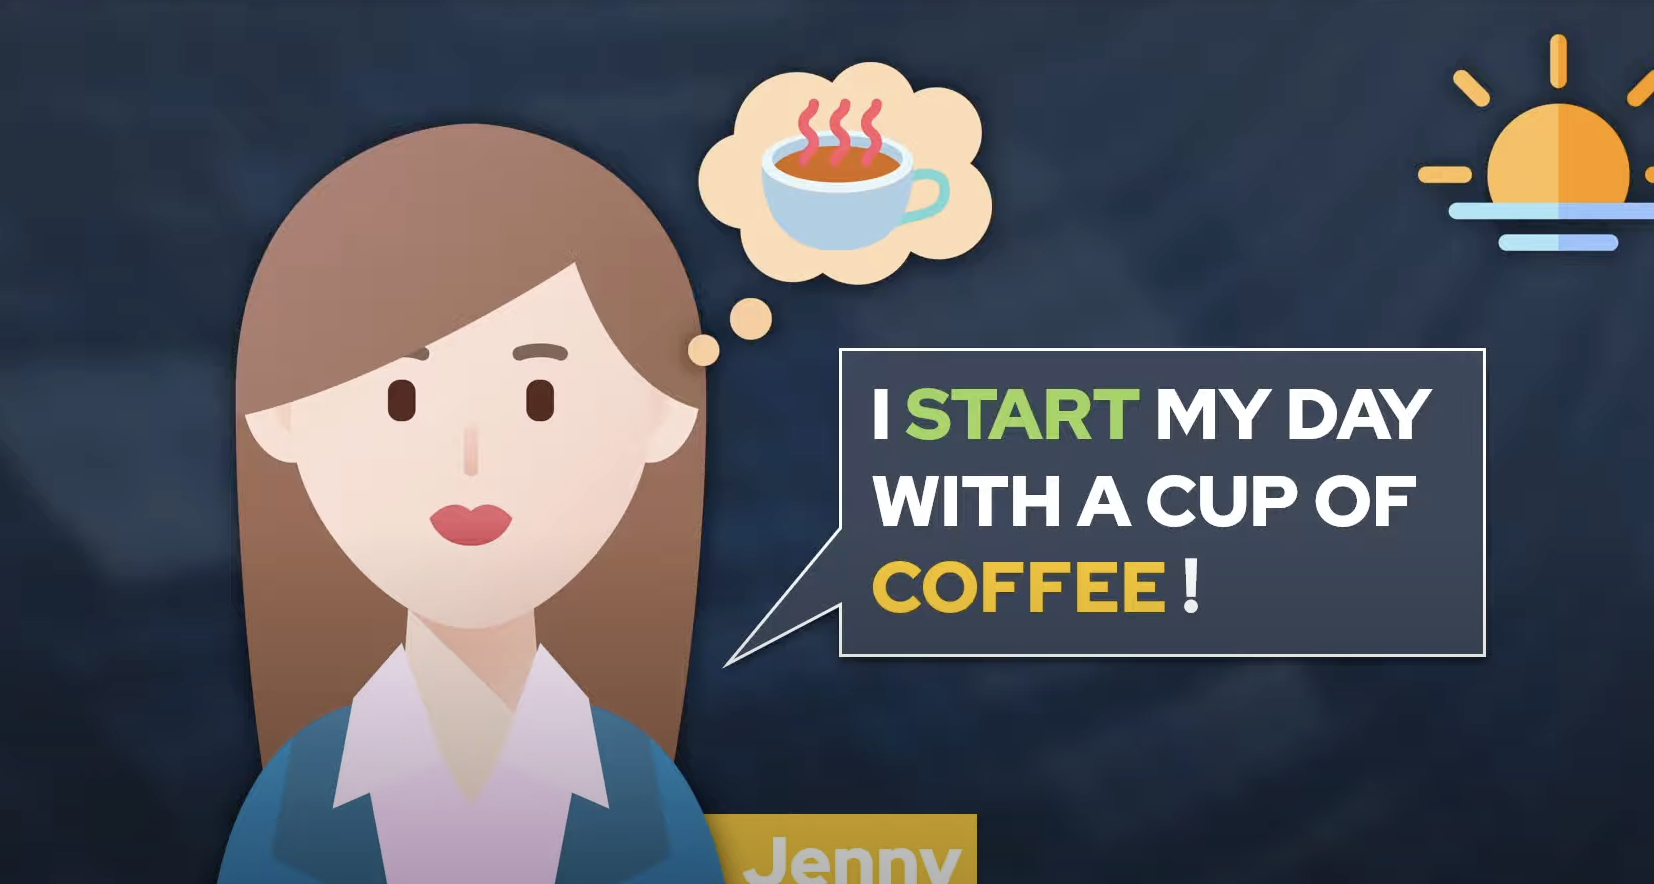 I START MY DAY
WITH A CUP OF
COFFEE !
Jenny